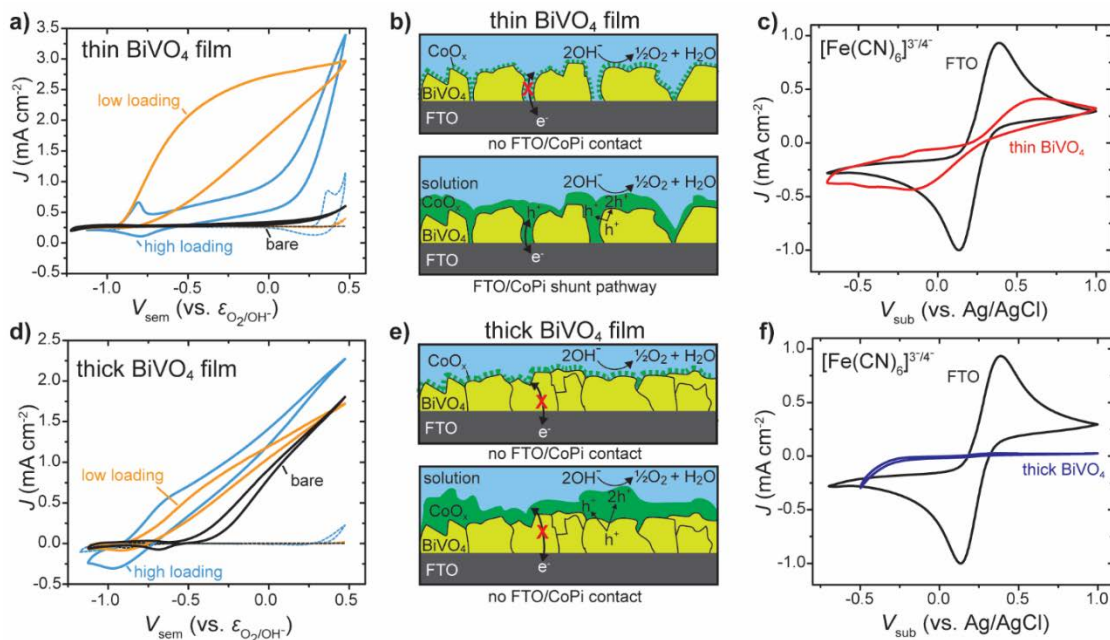 a)
thin BiVO₄ film
low loading
high loading
bare
J (mA cm⁻²)
3.5
3.0
2.5
2.0
1.5
1.0
0.5
0.0
-0.5
-1.0
-0.5
0.0
0.5
V_sem (vs. ε_O₂/OH⁻)
b)
thin BiVO₄ film
CoOₓ
2OH⁻
½O₂ + H₂O
BiVO₄
FTO
e⁻
no FTO/CoPi contact
solution
2OH⁻
½O₂ + H₂O
CoOₓ
h⁺
2h⁺
h⁺
h⁺
BiVO₄
FTO
e⁻
FTO/CoPi shunt pathway
c)
[Fe(CN)₆]³⁻/⁴⁻
FTO
thin BiVO₄
J (mA cm⁻²)
1.0
0.5
0.0
-0.5
-1.0
-0.5
0.0
0.5
1.0
V_sub (vs. Ag/AgCl)
d)
thick BiVO₄ film
low loading
bare
high loading
J (mA cm⁻²)
2.5
2.0
1.5
1.0
0.5
0.0
-0.5
-1.0
-0.5
0.0
0.5
V_sem (vs. ε_O₂/OH⁻)
e)
thick BiVO₄ film
CoOₓ
2OH⁻
½O₂ + H₂O
BiVO₄
FTO
e⁻
no FTO/CoPi contact
solution
2OH⁻
½O₂ + H₂O
CoOₓ
h⁺
2h⁺
h⁺
BiVO₄
FTO
e⁻
no FTO/CoPi contact
f)
[Fe(CN)₆]³⁻/⁴⁻
FTO
thick BiVO₄
J (mA cm⁻²)
1.0
0.5
0.0
-0.5
-1.0
-0.5
0.0
0.5
1.0
V_sub (vs. Ag/AgCl)